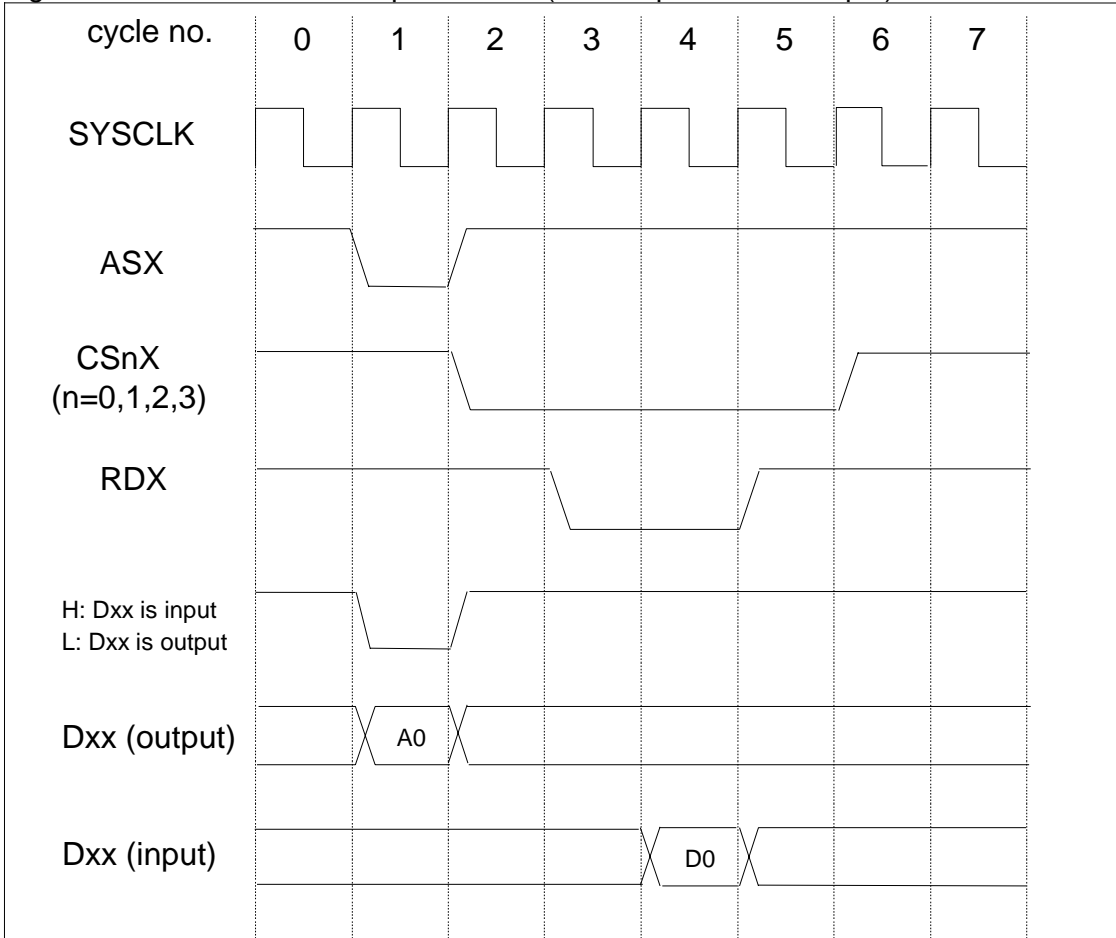 cycle no. 0 1 2 3 4 5 6 7
SYSCLK
ASX
CSnX
(n=0,1,2,3)
RDX
H: Dxx is input
L: Dxx is output
Dxx (output) A0
Dxx (input) D0